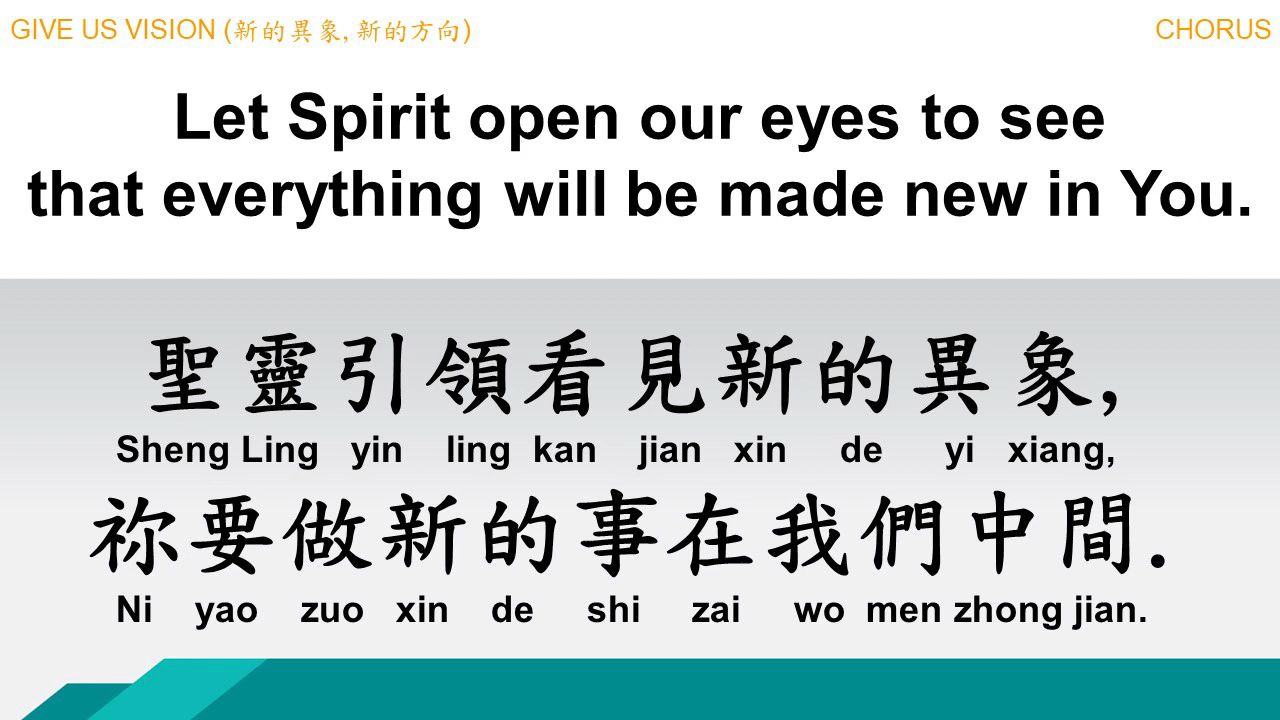 GIVE US VISION (新的異象, 新的方向)
CHORUS
Let Spirit open our eyes to see
that everything will be made new in You.
聖靈引領看見新的異象,
Sheng Ling yin ling kan jian xin de yi xiang,
祢要做新的事在我們中間.
Ni yao zuo xin de shi zai wo men zhong jian.